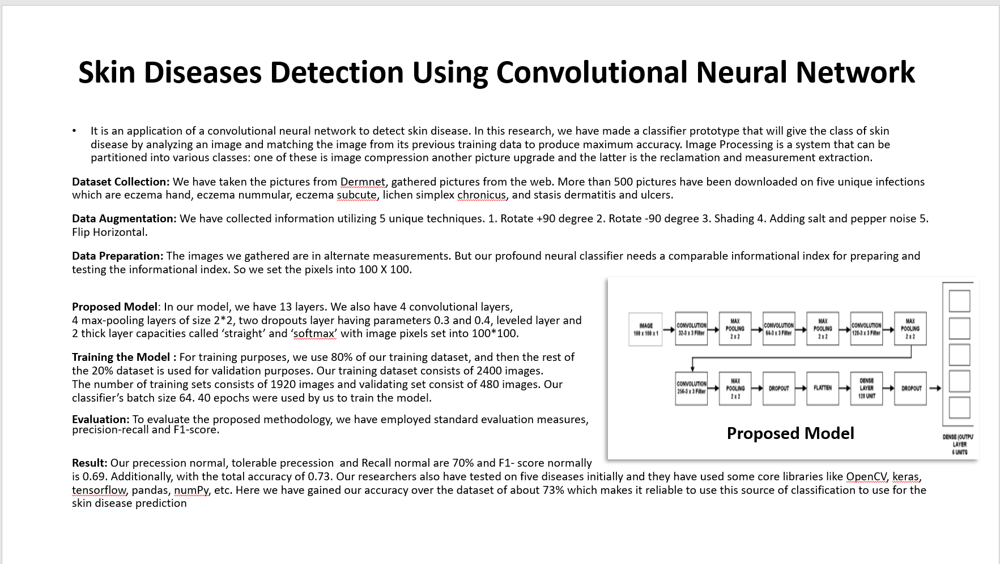 Skin Diseases Detection Using Convolutional Neural Network
• It is an application of a convolutional neural network to detect skin disease. In this research, we have made a classifier prototype that will give the class of skin
disease by analyzing an image and matching the image from its previous training data to produce maximum accuracy. Image Processing is a system that can be
partitioned into various classes: one of these is image compression another picture upgrade and the latter is the reclamation and measurement extraction.
Dataset Collection: We have taken the pictures from Dermnet, gathered pictures from the web. More than 500 pictures have been downloaded on five unique infections
which are eczema hand, eczema nummular, eczema subcute, lichen simplex chronicus, and stasis dermatitis and ulcers.
Data Augmentation: We have collected information utilizing 5 unique techniques. 1. Rotate +90 degree 2. Rotate -90 degree 3. Shading 4. Adding salt and pepper noise 5.
Flip Horizontal.
Data Preparation: The images we gathered are in alternate measurements. But our profound neural classifier needs a comparable informational index for preparing and
testing the informational index. So we set the pixels into 100 X 100.
Proposed Model: In our model, we have 13 layers. We also have 4 convolutional layers,
4 max-pooling layers of size 2*2, two dropouts layer having parameters 0.3 and 0.4, leveled layer and
2 thick layer capacities called ‘straight’ and ‘softmax’ with image pixels set into 100*100.
Training the Model : For training purposes, we use 80% of our training dataset, and then the rest of
the 20% dataset is used for validation purposes. Our training dataset consists of 2400 images.
The number of training sets consists of 1920 images and validating set consist of 480 images. Our
classifier’s batch size 64. 40 epochs were used by us to train the model.
Evaluation: To evaluate the proposed methodology, we have employed standard evaluation measures,
precision-recall and F1-score.
IMAGE
100 x 100 x 1
CONVOLUTION
32-3 x 3 Filter
MAX
POOLING
2 x 2
CONVOLUTION
64-3 x 3 Filter
MAX
POOLING
2 x 2
CONVOLUTION
128-3 x 3 Filter
MAX
POOLING
2 x 2
CONVOLUTION
256-3 x 3 Filter
MAX
POOLING
2 x 2
DROPOUT
FLATTEN
DENSE
LAYER
128 UNIT
DROPOUT
DENSE (OUTPU
LAYER
6 UNITS
Proposed Model
Result: Our precession normal, tolerable precession  and Recall normal are 70% and F1- score normally
is 0.69. Additionally, with the total accuracy of 0.73. Our researchers also have tested on five diseases initially and they have used some core libraries like OpenCV, keras,
tensorflow, pandas, numPy, etc. Here we have gained our accuracy over the dataset of about 73% which makes it reliable to use this source of classification to use for the
skin disease prediction